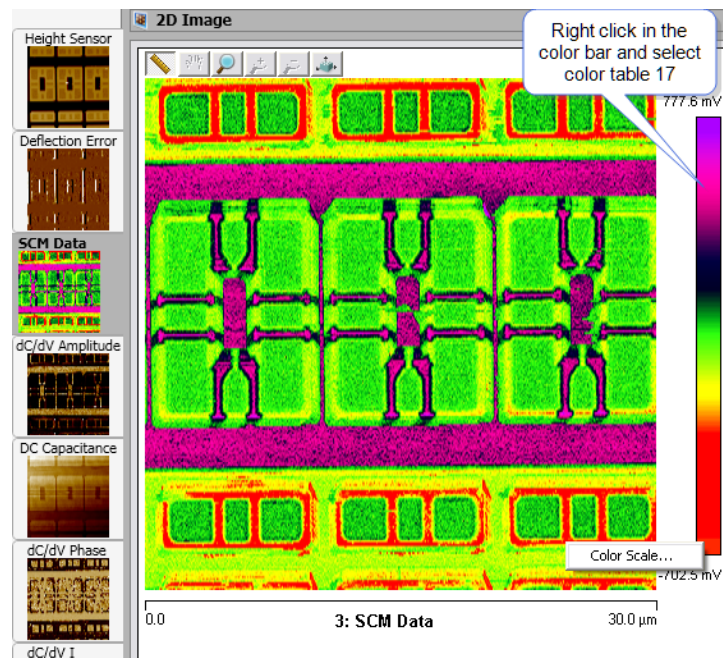 2D Image
Right click in the
color bar and select
color table 17
Height Sensor
Deflection Error
SCM Data
dC/dV Amplitude
DC Capacitance
dC/dV Phase
dC/dV I
777.6 mV
Color Scale...
-702.5 mV
0.0
3: SCM Data
30.0 µm